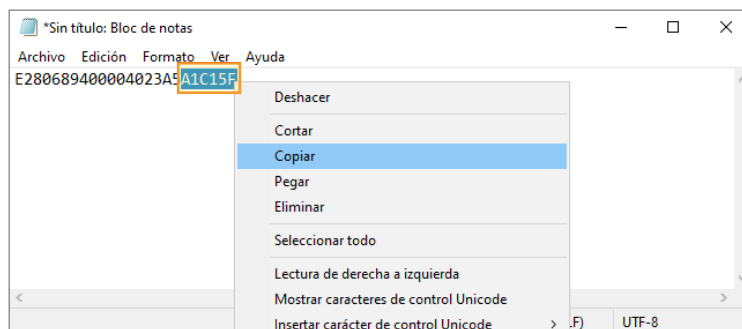 *Sin título: Bloc de notas
Archivo Edición Formato Ver Ayuda
E280689400004023A5A1C15F
Deshacer
Cortar
Copiar
Pegar
Eliminar
Seleccionar todo
Lectura de derecha a izquierda
Mostrar caracteres de control Unicode
Insertar carácter de control Unicode
.F) UTF-8